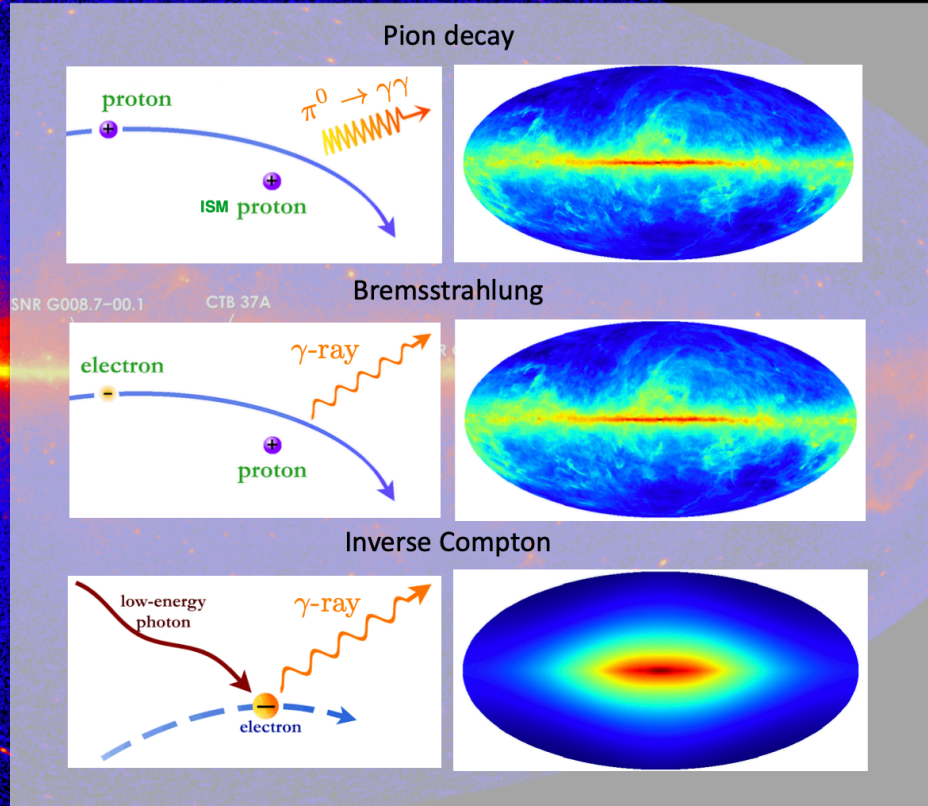 Pion decay
proton
π⁰ → γγ
+
+
ISM proton
Bremsstrahlung
SNR G008.7−00.1
CTB 37A
γ-ray
electron
−
+
proton
Inverse Compton
low-energy
photon
γ-ray
−
electron